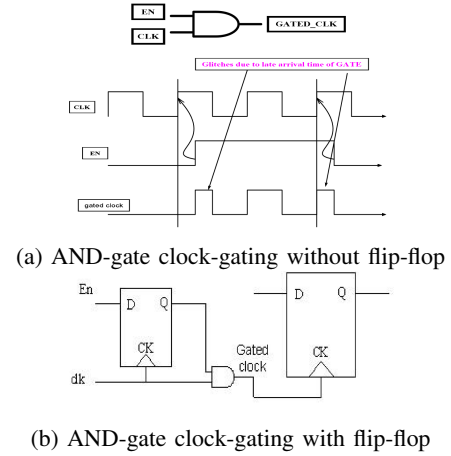 EN
CLK
GATED_CLK
Glitches due to late arrival time of GATE
CLK
EN
gated clock
(a) AND-gate clock-gating without flip-flop
En
D Q
CK
dk
Gated
clock
D Q
CK
(b) AND-gate clock-gating with flip-flop